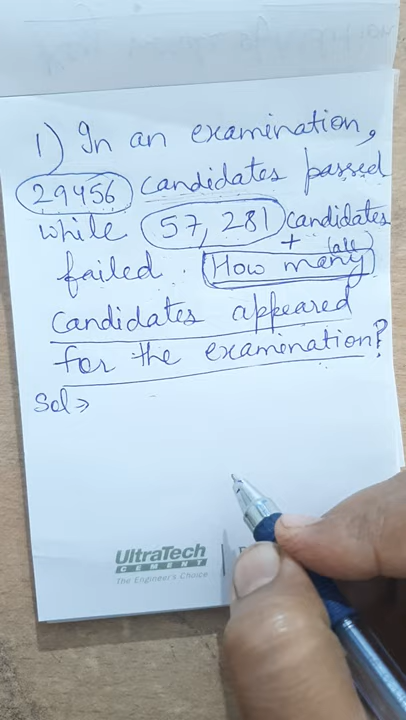 1) In an examination,
29456 candidates passed
while 57,281 candidates
+ (all)
failed. How many
candidates appeared
for the examination?
Sol →
UltraTech
CEMENT
The Engineer's Choice